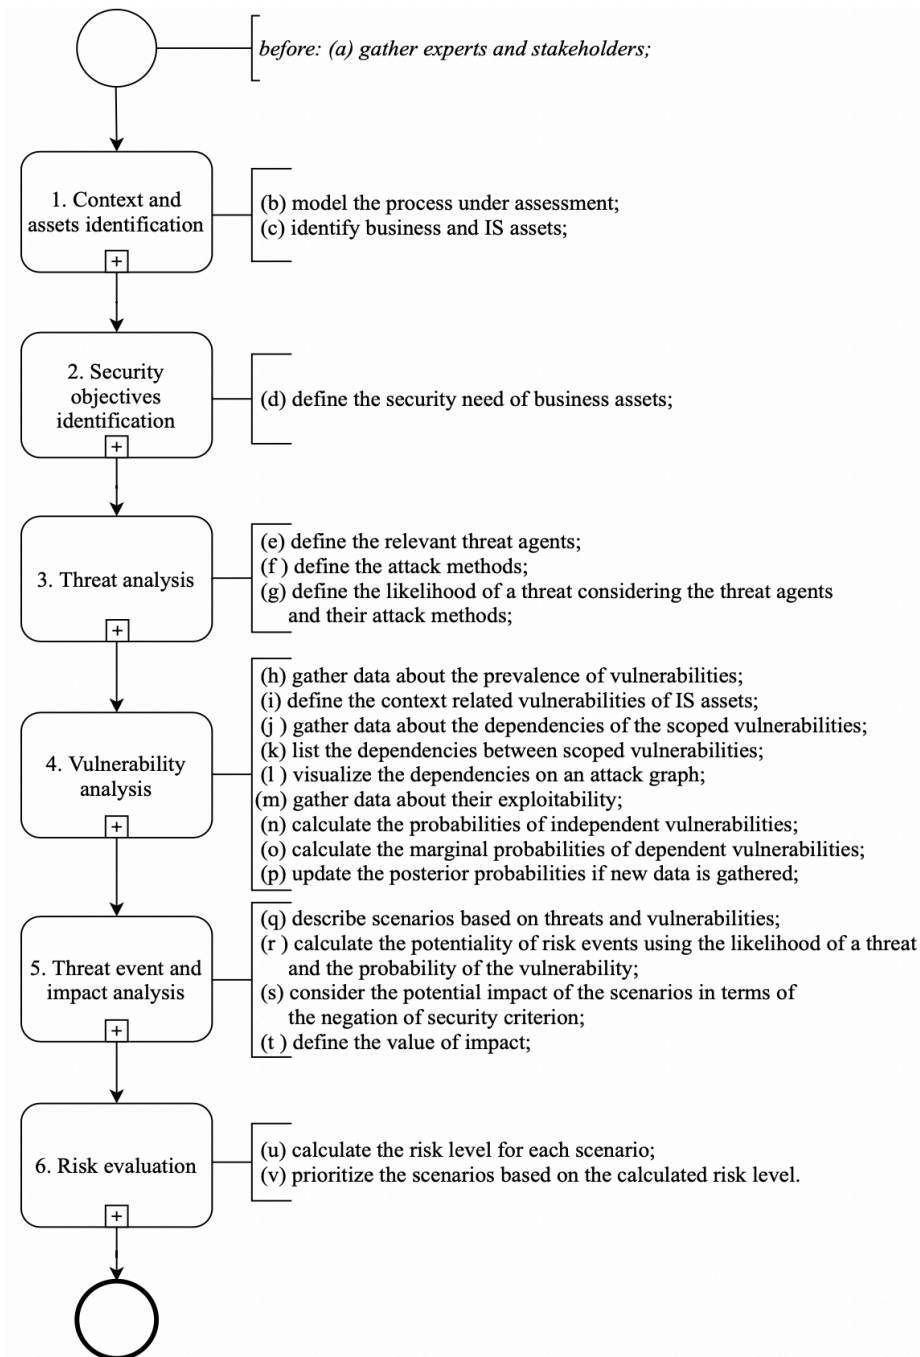 before: (a) gather experts and stakeholders;
1. Context and
assets identification
+
(b) model the process under assessment;
(c) identify business and IS assets;
2. Security
objectives
identification
+
(d) define the security need of business assets;
3. Threat analysis
+
(e) define the relevant threat agents;
(f ) define the attack methods;
(g) define the likelihood of a threat considering the threat agents
and their attack methods;
4. Vulnerability
analysis
+
(h) gather data about the prevalence of vulnerabilities;
(i) define the context related vulnerabilities of IS assets;
(j ) gather data about the dependencies of the scoped vulnerabilities;
(k) list the dependencies between scoped vulnerabilities;
(l ) visualize the dependencies on an attack graph;
(m) gather data about their exploitability;
(n) calculate the probabilities of independent vulnerabilities;
(o) calculate the marginal probabilities of dependent vulnerabilities;
(p) update the posterior probabilities if new data is gathered;
5. Threat event and
impact analysis
+
(q) describe scenarios based on threats and vulnerabilities;
(r ) calculate the potentiality of risk events using the likelihood of a threat
and the probability of the vulnerability;
(s) consider the potential impact of the scenarios in terms of
the negation of security criterion;
(t ) define the value of impact;
6. Risk evaluation
+
(u) calculate the risk level for each scenario;
(v) prioritize the scenarios based on the calculated risk level.